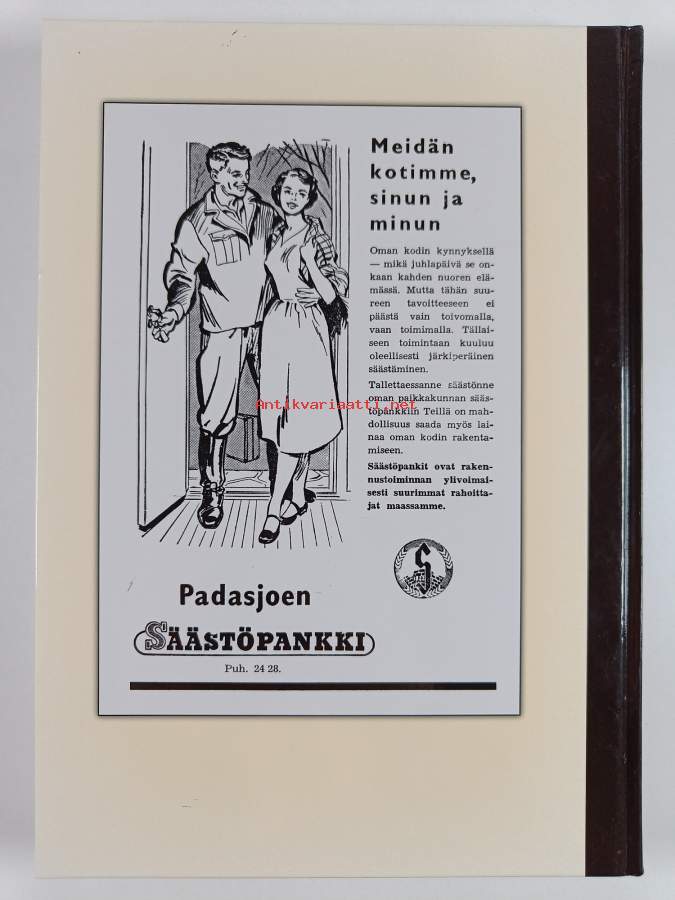 Meidän
kotimme,
sinun ja
minun
Oman kodin kynnyksellä
— mikä juhlapäivä se on-
kaan kahden nuoren elä-
mässä. Mutta tähän suu-
reen tavoitteeseen ei
päästä vain toivomalla,
vaan toimimalla. Tällai-
seen toimintaan kuuluu
oleellisesti järkiperäinen
säästäminen.
Tallettaessanne säästönne
oman paikkakunnan sääs-
töpankkiin Teillä on mah-
dollisuus saada myös lai-
naa oman kodin rakenta-
miseen.
Säästöpankit ovat raken-
nustoiminnan ylivoimai-
sesti suurimmat rahoitta-
jat maassamme.
Antikvariaatti.net
S
Padasjoen
SÄÄSTÖPANKKI
Puh. 24 28.